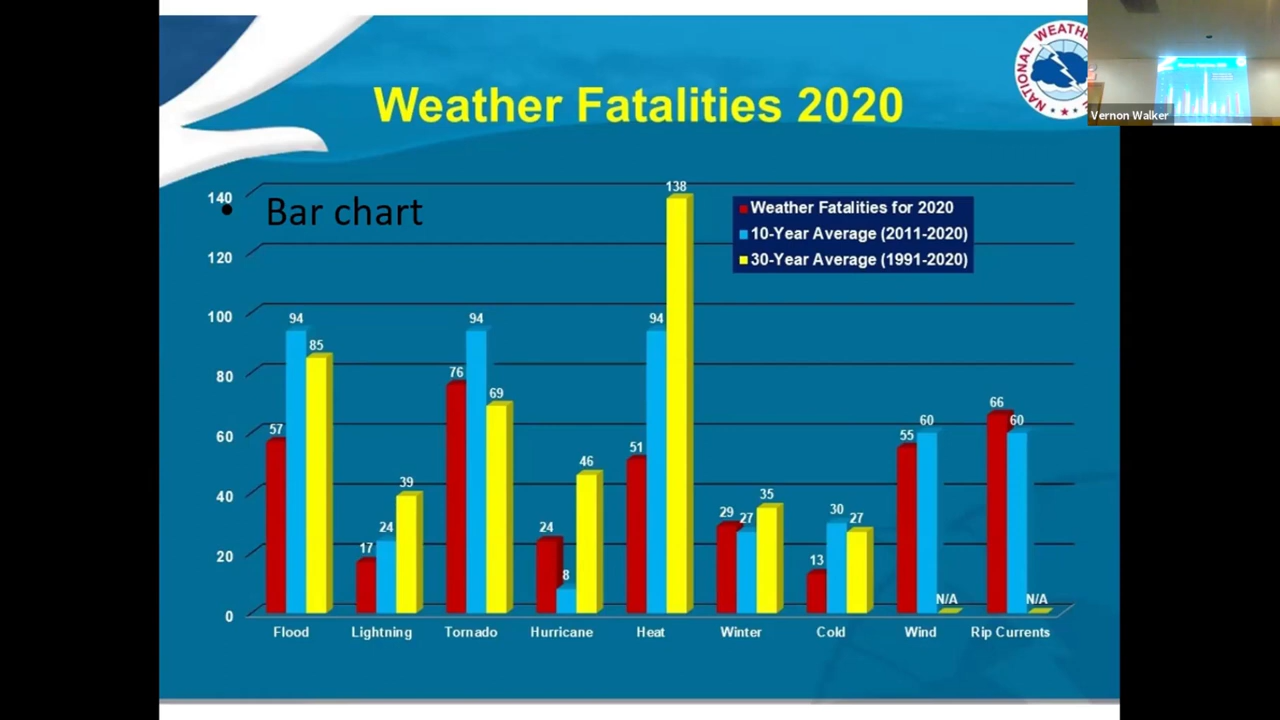 Weather Fatalities 2020
NATIONAL WEATHE
Vernon Walker
• Bar chart
Weather Fatalities for 2020
10-Year Average (2011-2020)
30-Year Average (1991-2020)
140
120
100
80
60
40
20
0
57 94 85
17 24 39
76 94 69
24 8 46
51 94 138
29 27 35
13 30 27
55 60 N/A
66 60 N/A
Flood Lightning Tornado Hurricane Heat Winter Cold Wind Rip Currents